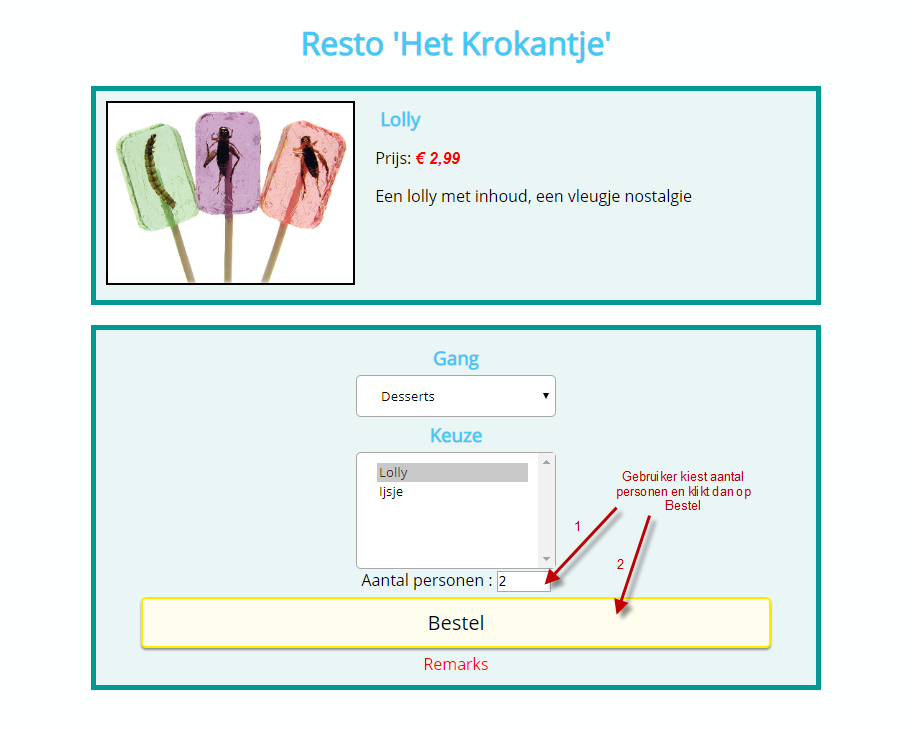 Resto 'Het Krokantje'
Lolly
Prijs: € 2,99
Een lolly met inhoud, een vleugje nostalgie
Gang
Desserts
Keuze
Lolly
Ijsje
Gebruiker kiest aantal
personen en klikt dan op
Bestel
1
2
Aantal personen : 2
Bestel
Remarks